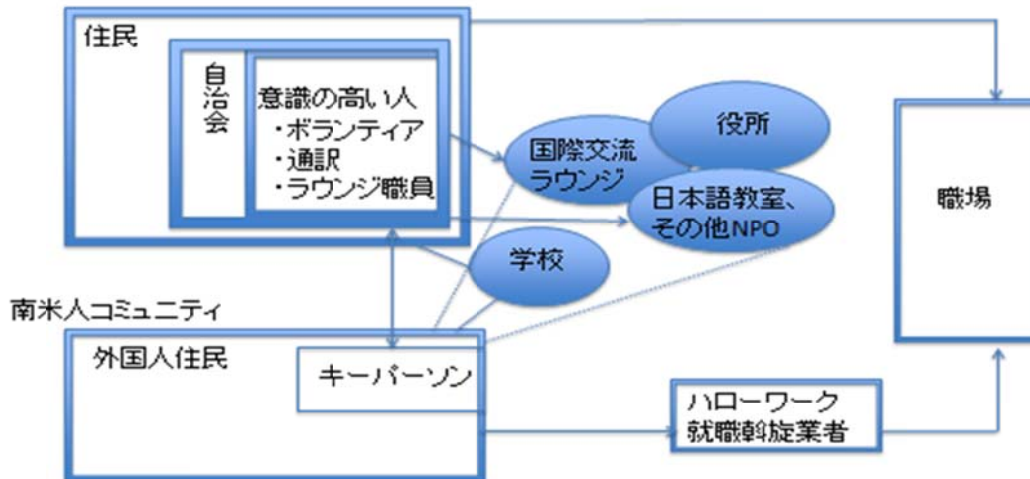 住民
自治会
意識の高い人
・ボランティア
・通訳
・ラウンジ職員
国際交流
ラウンジ
役所
日本語教室、
その他NPO
学校
職場
南米人コミュニティ
外国人住民
キーパーソン
ハローワーク
就職斡旋業者